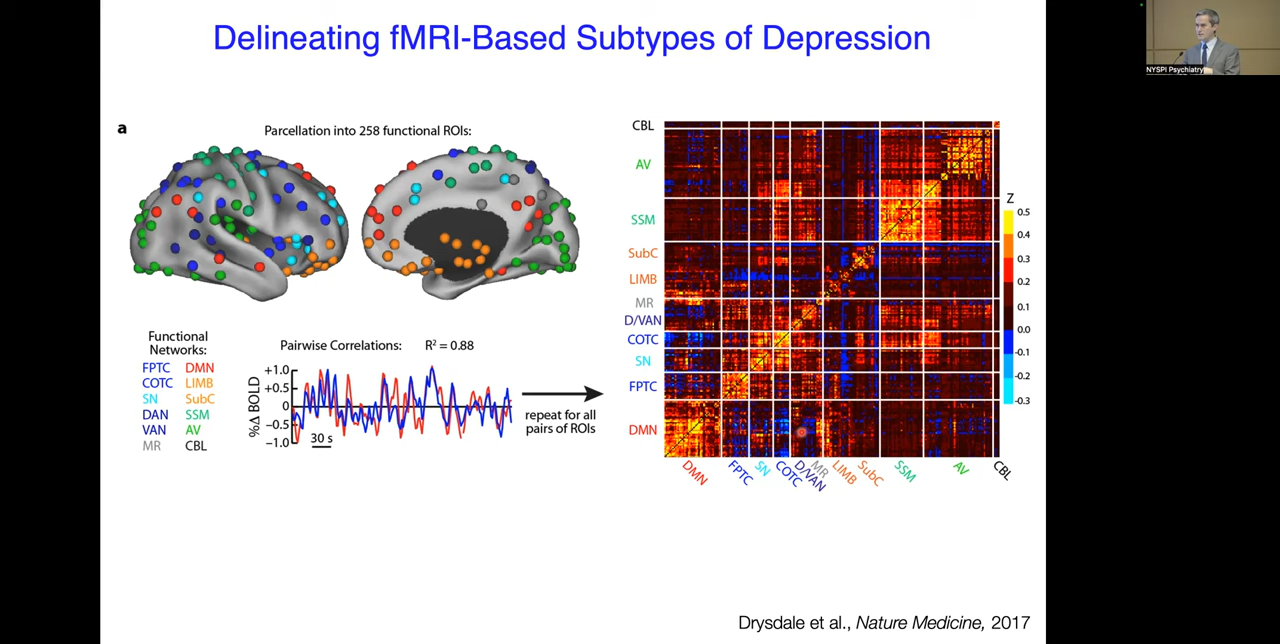 Delineating fMRI-Based Subtypes of Depression
NYSPI Psychiatry
a
Parcellation into 258 functional ROIs:
Functional
Networks:
FPTC DMN
COTC LIMB
SN SubC
DAN SSM
VAN AV
MR CBL
Pairwise Correlations: R² = 0.88
%Δ BOLD
+1.0
+0.5
0
−0.5
−1.0
30 s
repeat for all
pairs of ROIs
CBL
AV
SSM
SubC
LIMB
MR
D/VAN
COTC
SN
FPTC
DMN
DMN
FPTC
SN
COTC
D/VAN
MR
LIMB
SubC
SSM
AV
CBL
Z
0.5
0.4
0.3
0.2
0.1
0.0
-0.1
-0.2
-0.3
Drysdale et al., Nature Medicine, 2017